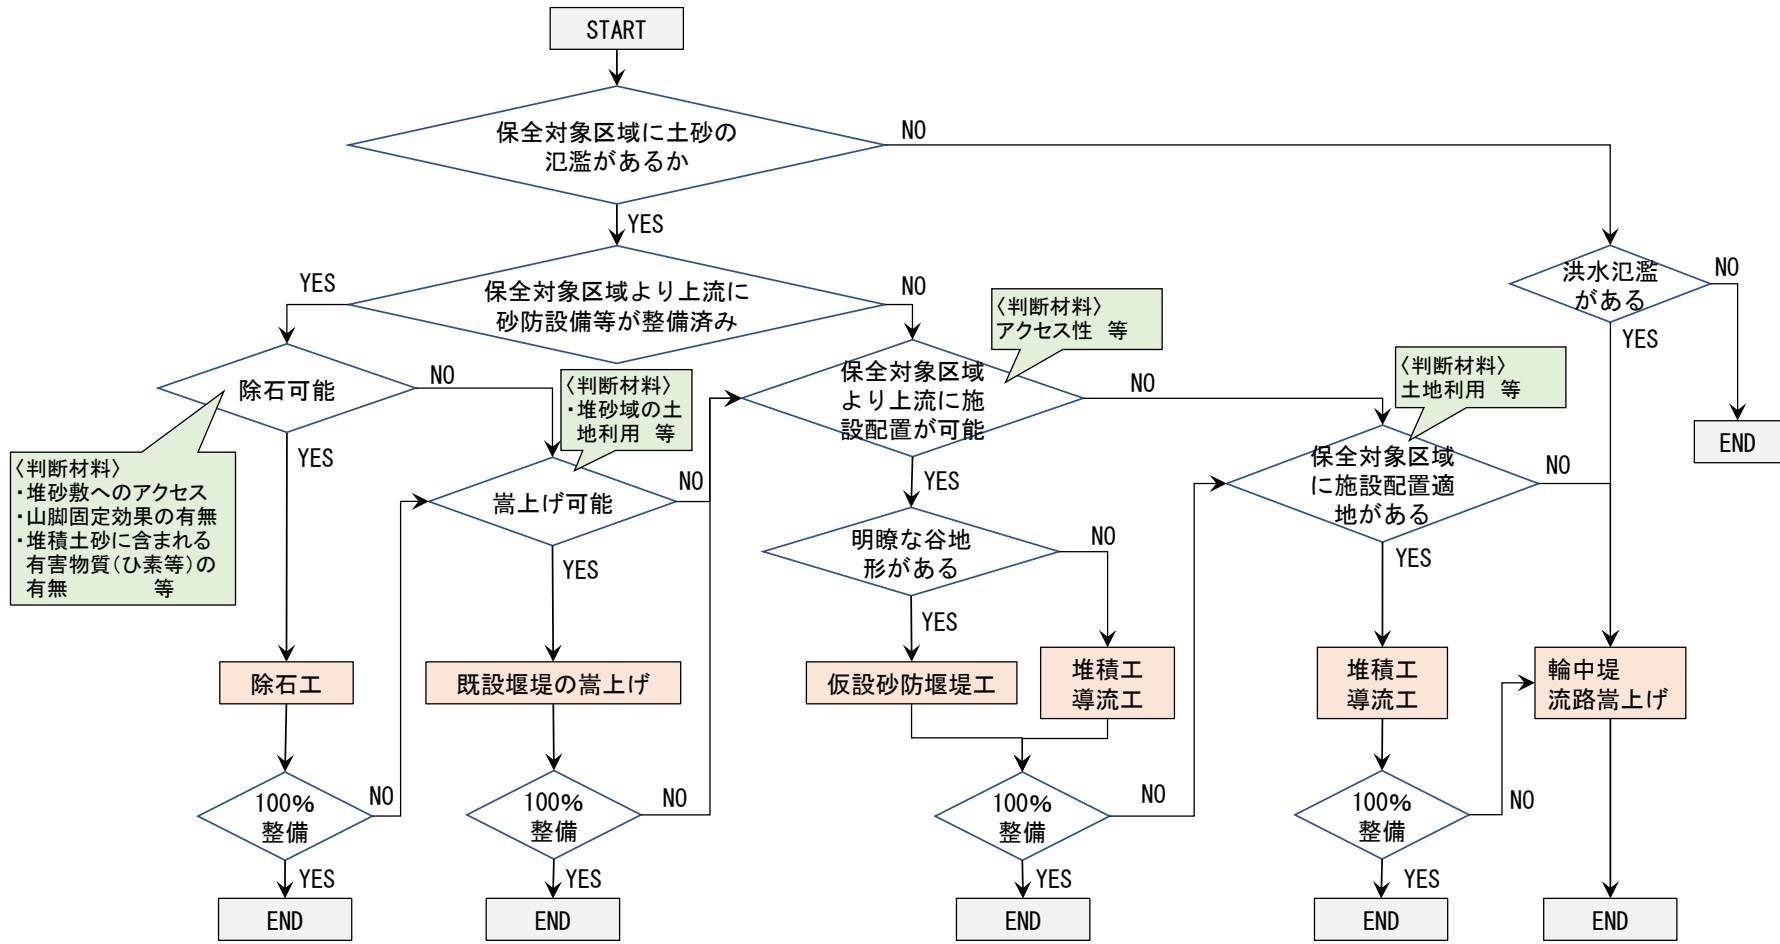 START
保全対象区域に土砂の
氾濫があるか
NO
YES
保全対象区域より上流に
砂防設備等が整備済み
YES
NO
洪水氾濫
がある
NO
YES
END
〈判断材料〉
アクセス性 等
除石可能
NO
YES
〈判断材料〉
・堆砂敷へのアクセス
・山脚固定効果の有無
・堆積土砂に含まれる
有害物質(ひ素等)の
有無 等
〈判断材料〉
・堆砂域の土
地利用 等
嵩上げ可能
NO
YES
保全対象区域
より上流に施
設配置が可能
NO
YES
〈判断材料〉
土地利用 等
保全対象区域
に施設配置適
地がある
NO
YES
明瞭な谷地
形がある
NO
YES
除石工
既設堰堤の嵩上げ
仮設砂防堰堤工
堆積工
導流工
堆積工
導流工
輪中堤
流路嵩上げ
100%
整備
NO
YES
100%
整備
NO
YES
100%
整備
NO
YES
100%
整備
NO
YES
END
END
END
END
END